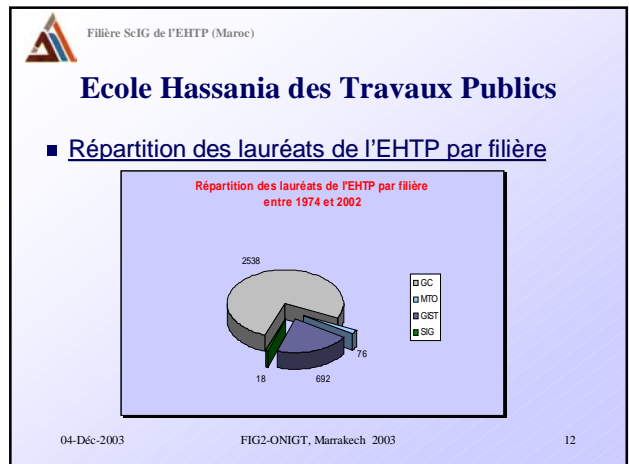 Filière ScIG de l'EHTP (Maroc)
Ecole Hassania des Travaux Publics
Répartition des lauréats de l'EHTP par filière
Répartition des lauréats de l'EHTP par filière
entre 1974 et 2002
2538
GC
MTO
GIST
SIG
76
18
692
04-Déc-2003
FIG2-ONIGT, Marrakech 2003
12